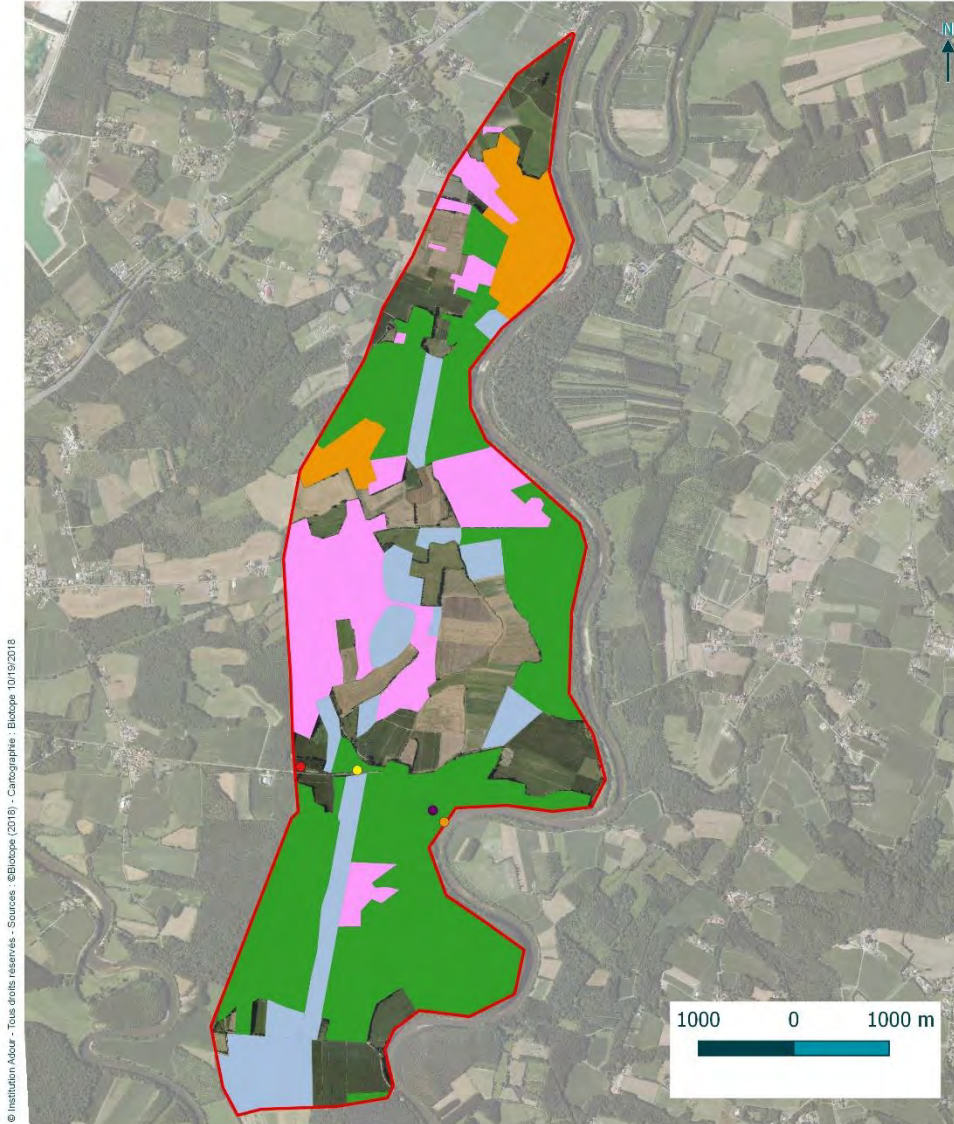 N
1000 0 1000 m
© Institution Adour - Tous droits réservés - Sources : ©Biotope (2018) - Cartographie : Biotope 10/19/2018